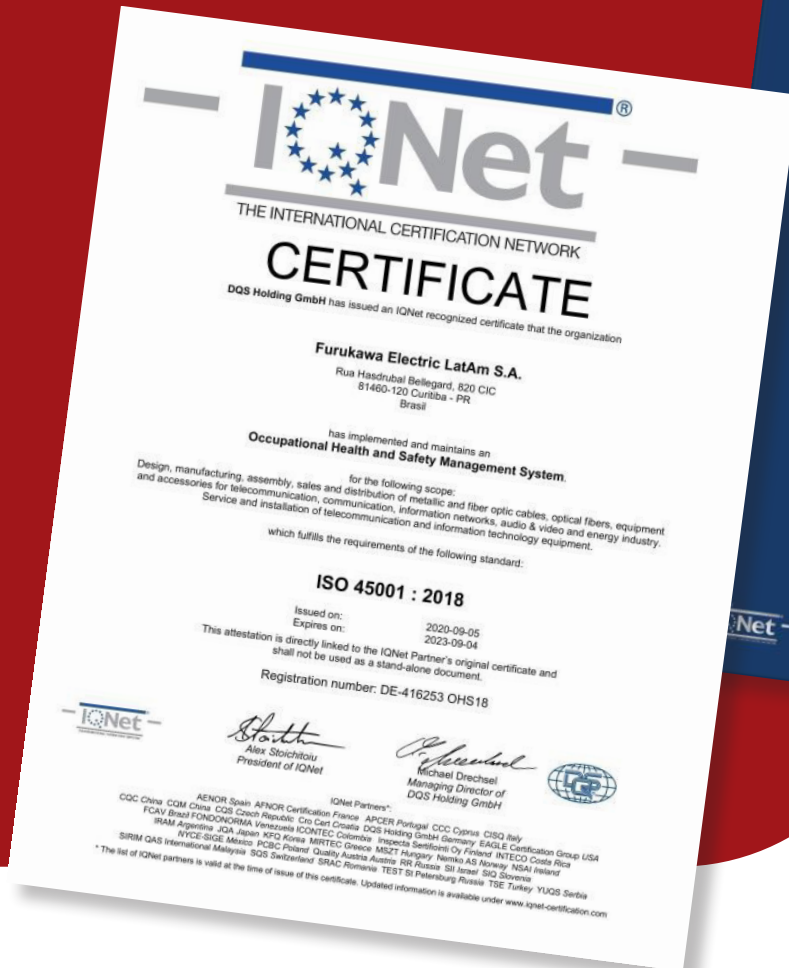 IQNet ®
THE INTERNATIONAL CERTIFICATION NETWORK
CERTIFICATE
DQS Holding GmbH has issued an IQNet recognized certificate that the organization
Furukawa Electric LatAm S.A.
Rua Hasdrubal Bellegard, 820 CIC
81460-120 Curitiba - PR
Brasil
has implemented and maintains an
Occupational Health and Safety Management System.
for the following scope:
Design, manufacturing, assembly, sales and distribution of metallic and fiber optic cables, optical fibers, equipment
and accessories for telecommunication, communication, information networks, audio & video and energy industry.
Service and installation of telecommunication and information technology equipment.
which fulfills the requirements of the following standard:
ISO 45001 : 2018
Issued on: 2020-09-05
Expires on: 2023-09-04
This attestation is directly linked to the IQNet Partner's original certificate and
shall not be used as a stand-alone document.
Registration number: DE-416253 OHS18
IQNet
Alex Stoichitoiu
President of IQNet
Michael Drechsel
Managing Director of
DQS Holding GmbH
IQNet Partners*:
AENOR Spain AFNOR Certification France APCER Portugal CCC Cyprus CISQ Italy
CQC China CQM China CQS Czech Republic Cro Cert Croatia DQS Holding GmbH Germany EAGLE Certification Group USA
FCAV Brazil FONDONORMA Venezuela ICONTEC Colombia Inspecta Sertifiointi Oy Finland INTECO Costa Rica
IRAM Argentina JQA Japan KFQ Korea MIRTEC Greece MSZT Hungary Nemko AS Norway NSAI Ireland
NYCE-SIGE México PCBC Poland Quality Austria Austria RR Russia SII Israel SIQ Slovenia
SIRIM QAS International Malaysia SQS Switzerland SRAC Romania TEST St Petersburg Russia TSE Turkey YUQS Serbia
* The list of IQNet partners is valid at the time of issue of this certificate. Updated information is available under www.iqnet-certification.com
Net